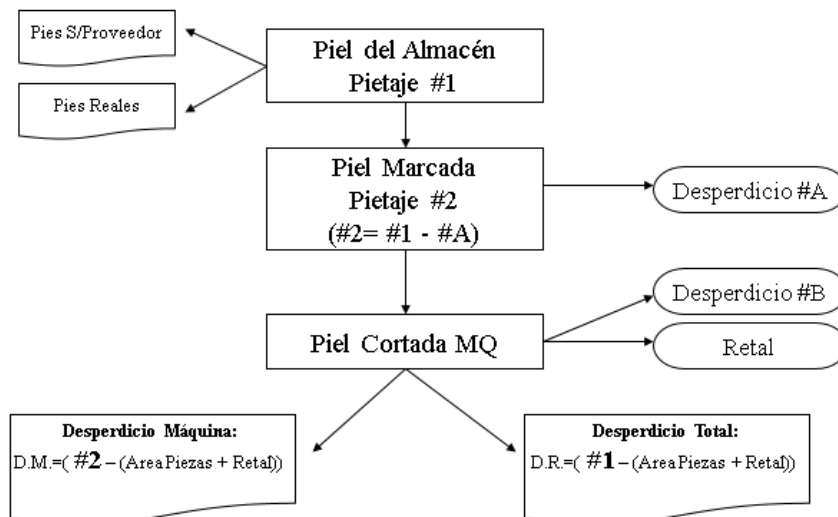 Pies S/Proveedor
Pies Reales
Piel del Almacén
Pietaje #1
Piel Marcada
Pietaje #2
(#2= #1 - #A)
Desperdicio #A
Desperdicio #B
Piel Cortada MQ
Retal
Desperdicio Máquina:
D.M.=( #2 – (Area Piezas + Retal))
Desperdicio Total:
D.R.=( #1 – (Area Piezas + Retal))